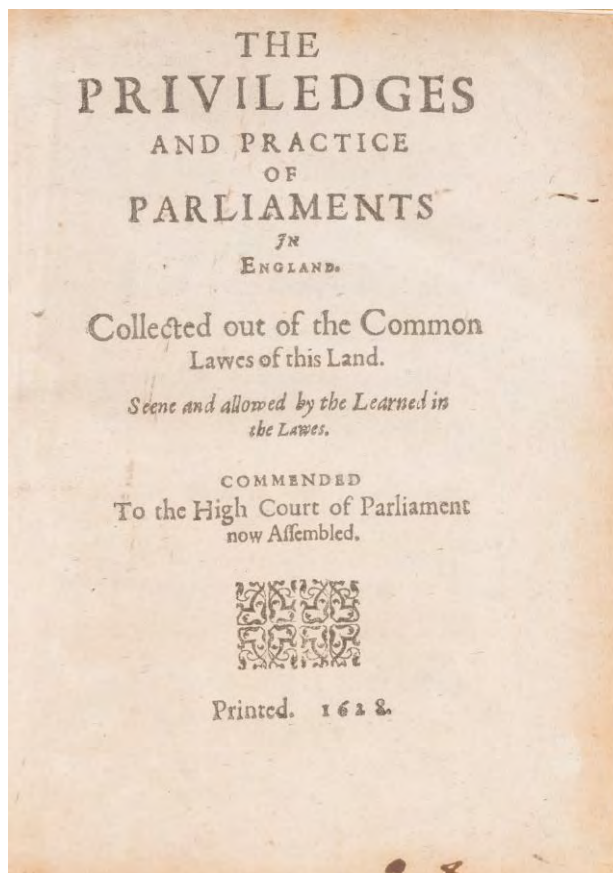 THE
PRIVILEDGES
AND PRACTICE
OF
PARLIAMENTS
IN
ENGLAND.
Collected out of the Common
Lawes of this Land.
Seene and allowed by the Learned in
the Lawes.
COMMENDED
To the High Court of Parliament
now Aſſembled.
Printed. 1628.